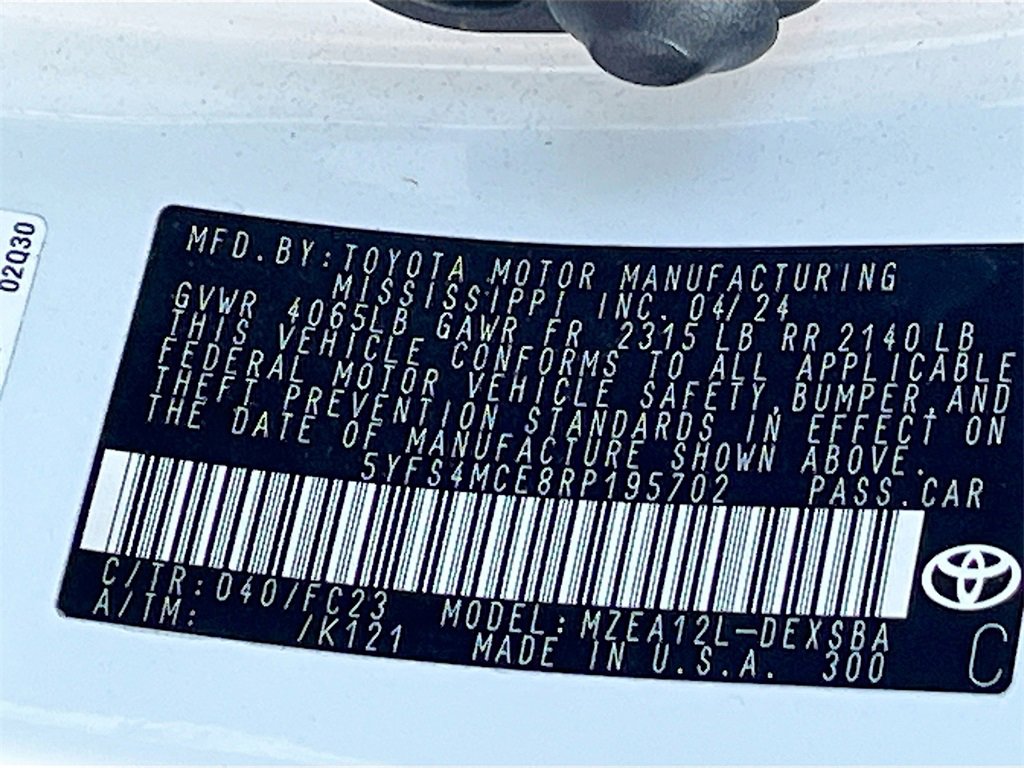 02Q30
MFD.BY:TOYOTA MOTOR MANUFACTURING
MISSISSIPPI INC. 04/24
GVWR 4065LB GAWR FR 2315 LB RR 2140 LB
THIS VEHICLE CONFORMS TO ALL APPLICABLE
FEDERAL MOTOR VEHICLE SAFETY,BUMPER,AND
THEFT PREVENTION STANDARDS IN EFFECT ON
THE DATE OF MANUFACTURE SHOWN ABOVE.
5YFS4MCE8RP195702 PASS.CAR
C/TR:040/FC23 MODEL:MZEA12L-DEXSBA
A/TM: /K121 MADE IN U.S.A. 300
C